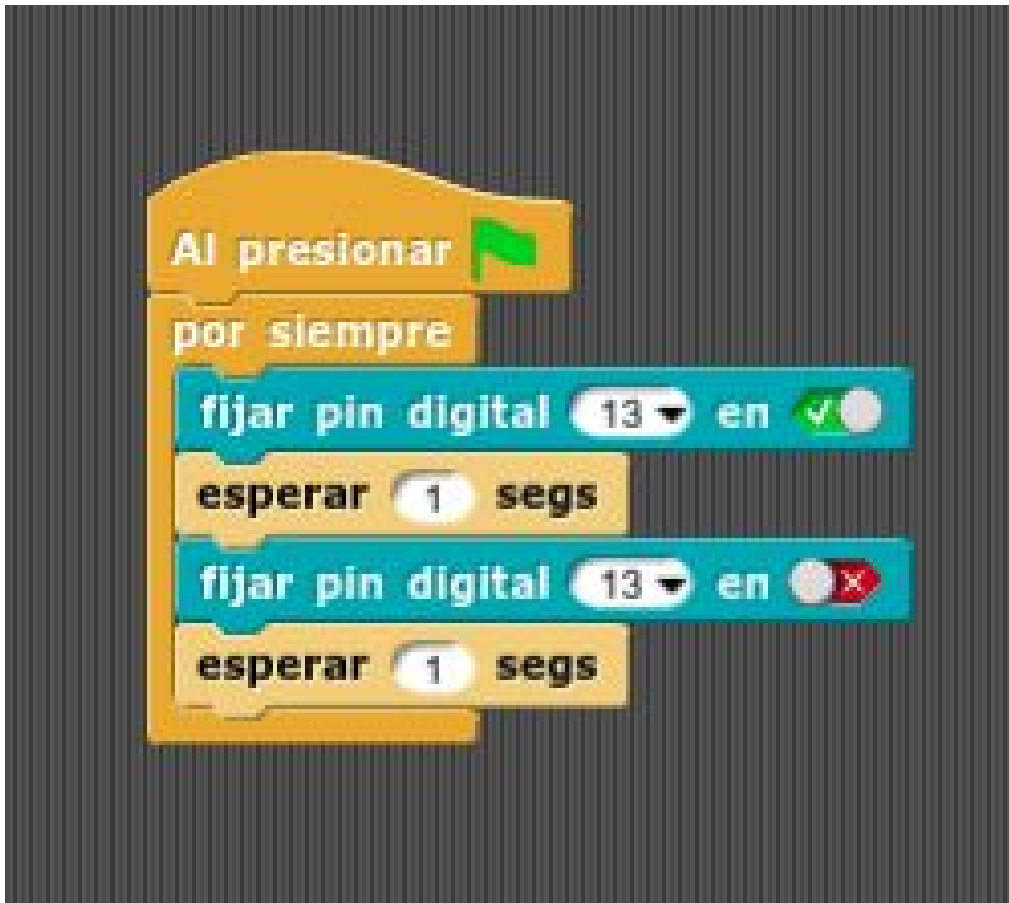 Al presionar
por siempre
fijar pin digital 13 en
esperar 1 segs
fijar pin digital 13 en
esperar 1 segs